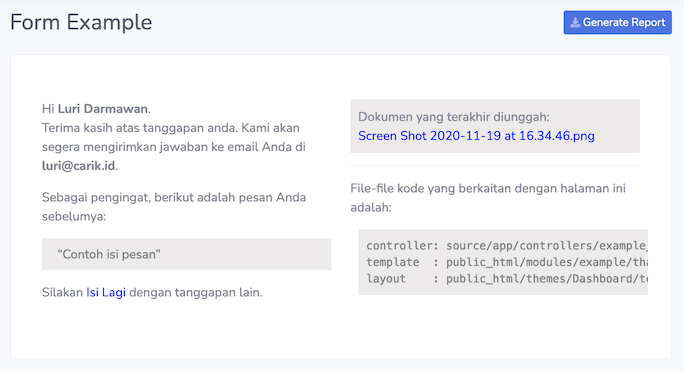 Form Example
Generate Report
Hi Luri Darmawan.
Terima kasih atas tanggapan anda. Kami akan
segera mengirimkan jawaban ke email Anda di
luri@carik.id.
Sebagai pengingat, berikut adalah pesan Anda
sebelumya:
“Contoh isi pesan”
Silakan Isi Lagi dengan tanggapan lain.
Dokumen yang terakhir diunggah:
Screen Shot 2020-11-19 at 16.34.46.png
File-file kode yang berkaitan dengan halaman ini
adalah:
controller: source/app/controllers/example_
template : public_html/modules/example/tha
layout : public_html/themes/Dashboard/te